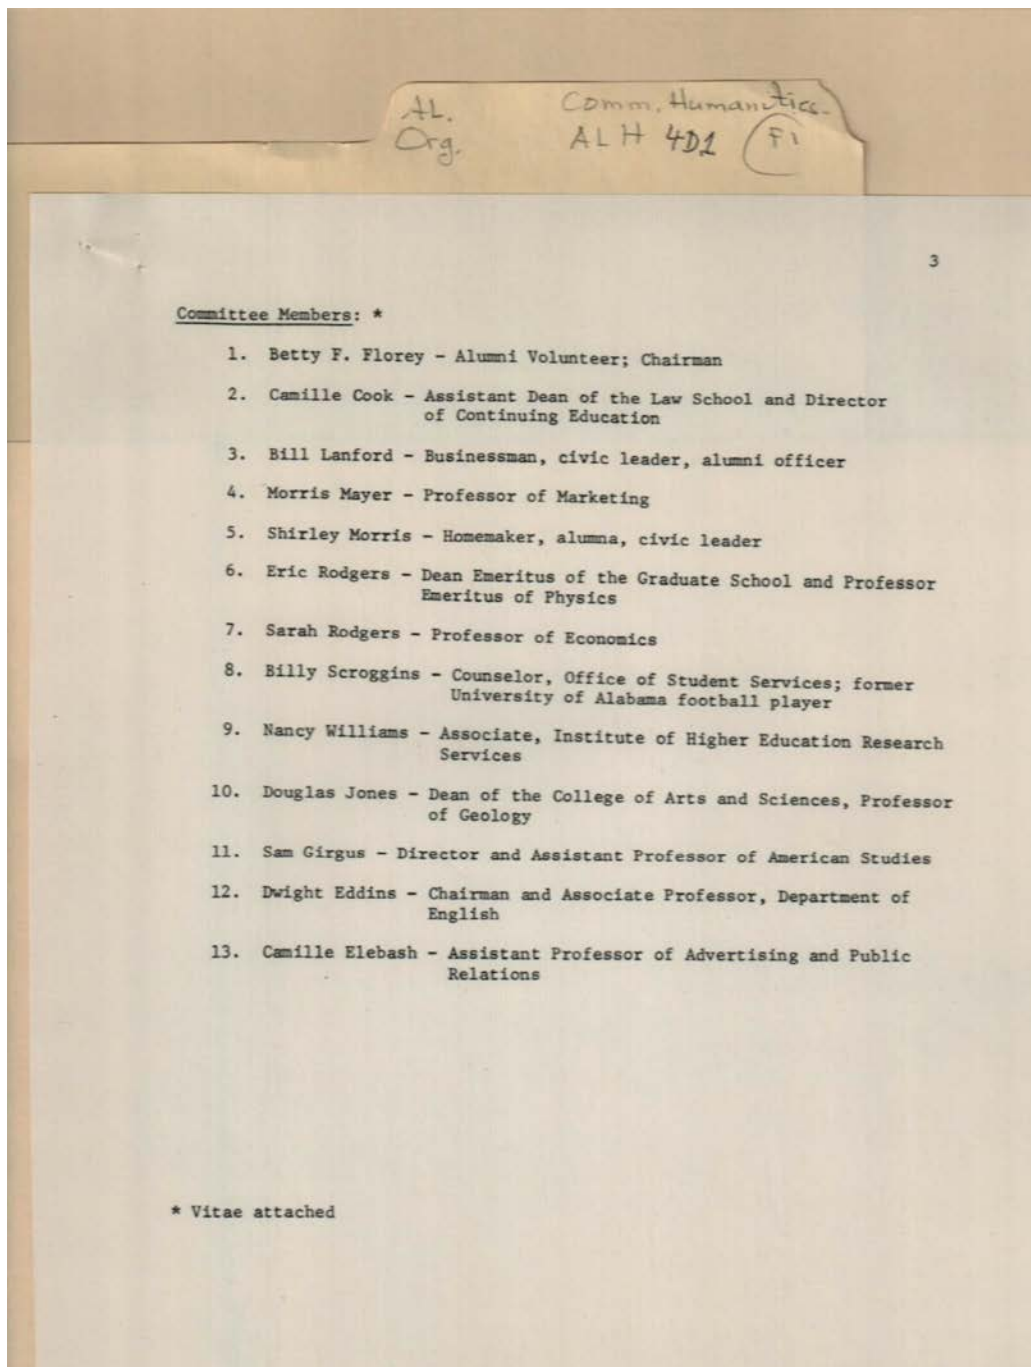 AL. Comm. Humanities.
Org. ALH 4D1 F1
3
Committee Members: *
1. Betty F. Florey - Alumni Volunteer; Chairman
2. Camille Cook - Assistant Dean of the Law School and Director
of Continuing Education
3. Bill Lanford - Businessman, civic leader, alumni officer
4. Morris Mayer - Professor of Marketing
5. Shirley Morris - Homemaker, alumna, civic leader
6. Eric Rodgers - Dean Emeritus of the Graduate School and Professor
Emeritus of Physics
7. Sarah Rodgers - Professor of Economics
8. Billy Scroggins - Counselor, Office of Student Services; former
University of Alabama football player
9. Nancy Williams - Associate, Institute of Higher Education Research
Services
10. Douglas Jones - Dean of the College of Arts and Sciences, Professor
of Geology
11. Sam Girgus - Director and Assistant Professor of American Studies
12. Dwight Eddins - Chairman and Associate Professor, Department of
English
13. Camille Elebash - Assistant Professor of Advertising and Public
Relations
* Vitae attached